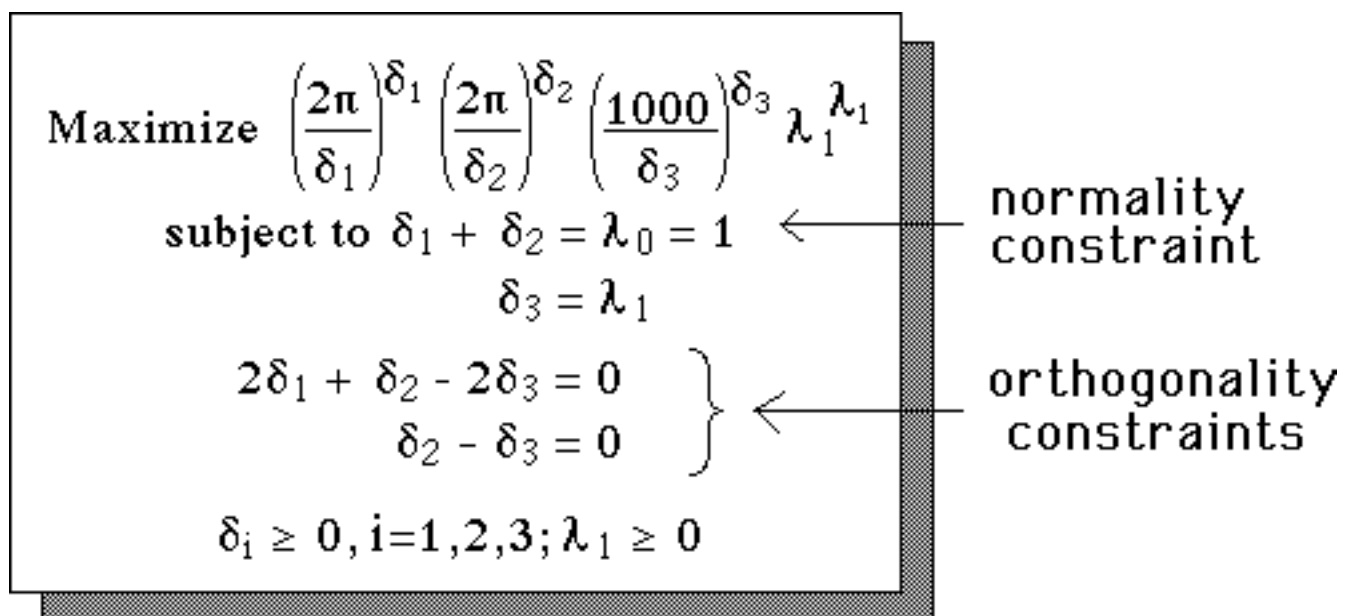 Maximize (2π/δ₁)^δ₁ (2π/δ₂)^δ₂ (1000/δ₃)^δ₃ λ₁^λ₁
subject to δ₁ + δ₂ = λ₀ = 1
normality
constraint
δ₃ = λ₁
2δ₁ + δ₂ - 2δ₃ = 0
δ₂ - δ₃ = 0
orthogonality
constraints
δᵢ ≥ 0, i=1,2,3; λ₁ ≥ 0